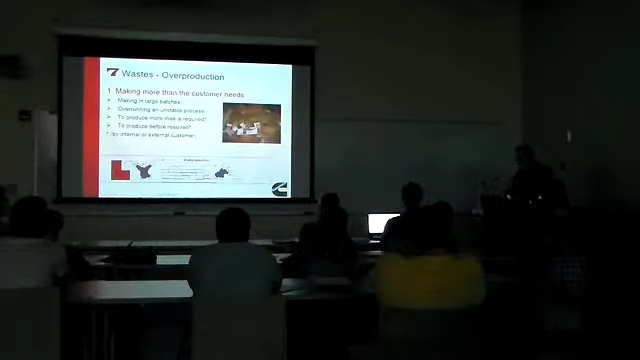 7 Wastes - Overproduction
1. Making more than the customer needs
Making in large batches
Overrunning an unstable process
To produce more than is required*
To produce before required*
* (by internal or external customer)